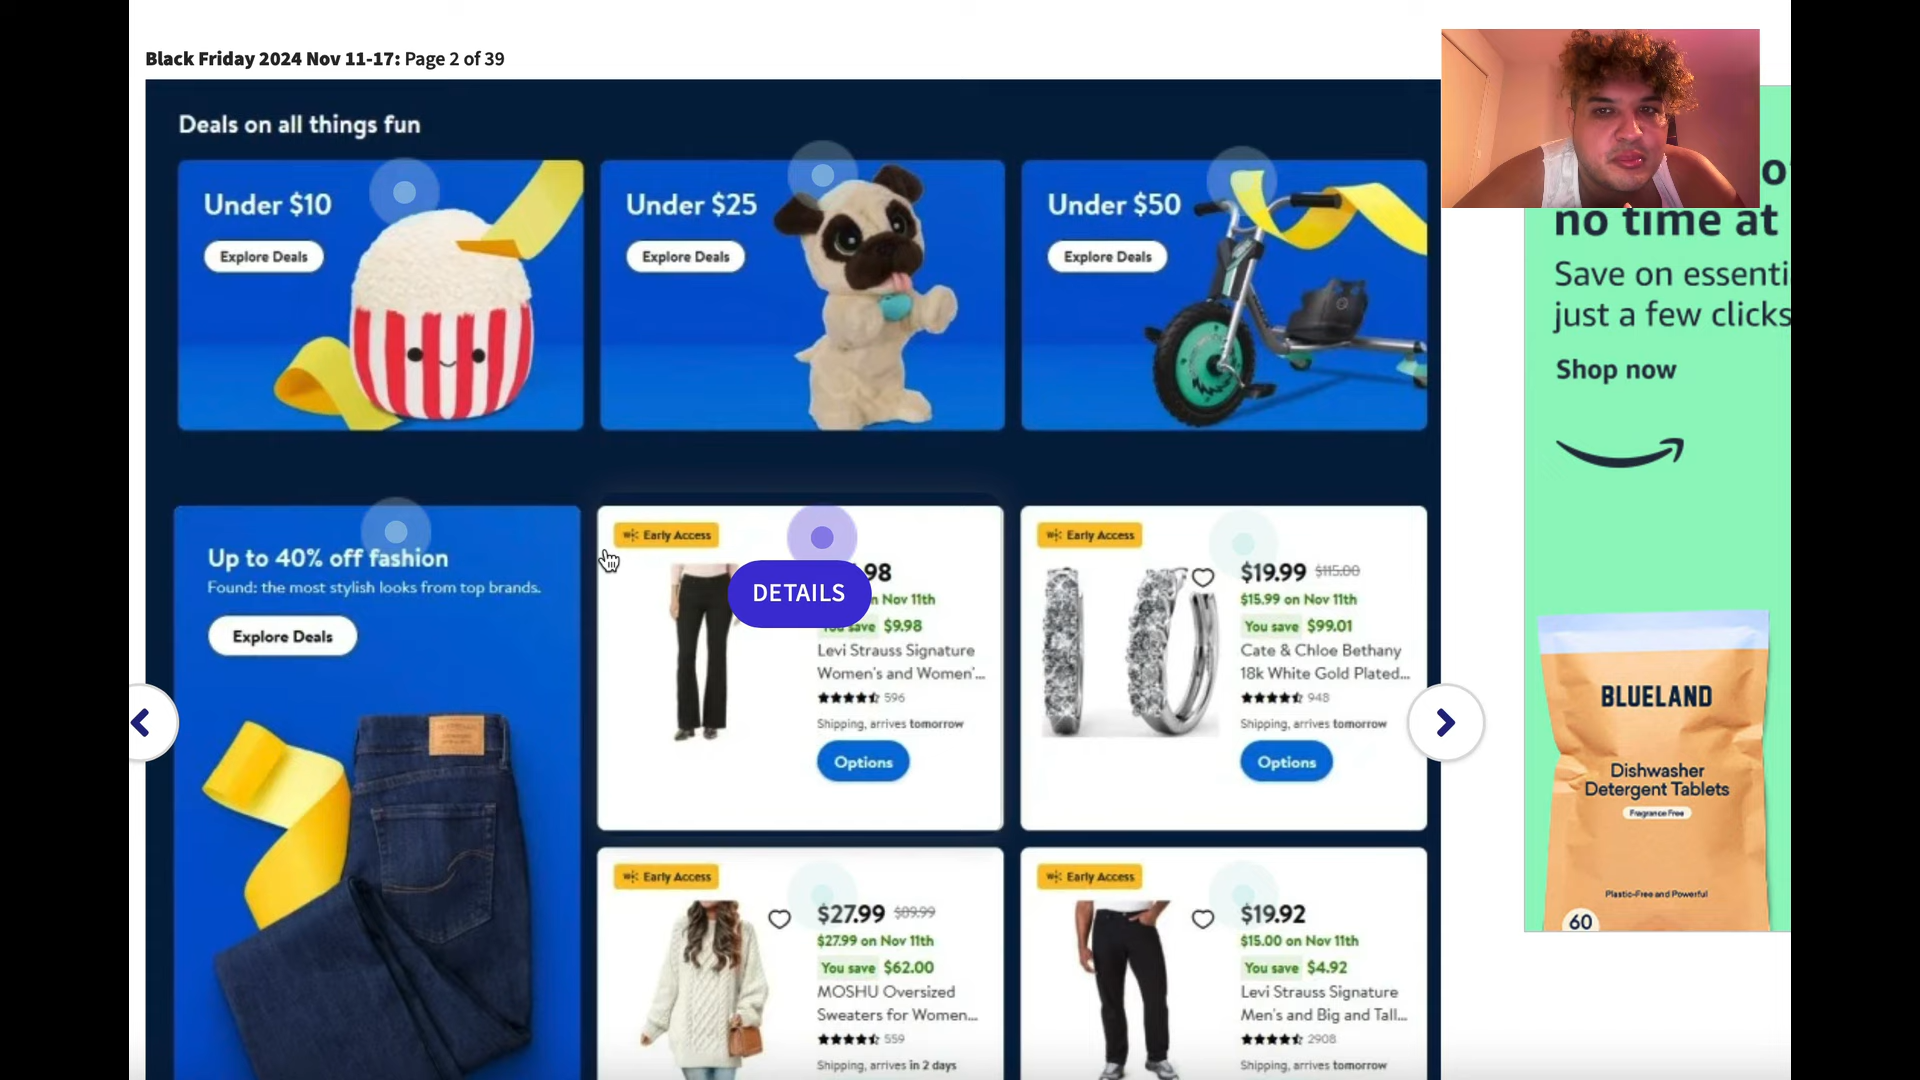 Black Friday 2024 Nov 11-17: Page 2 of 39
Deals on all things fun
Under $10
Explore Deals
Under $25
Explore Deals
Under $50
Explore Deals
no time at
Save on essenti
just a few clicks
Shop now
Up to 40% off fashion
Found: the most stylish looks from top brands.
Explore Deals
Early Access
.98
DETAILS
n Nov 11th
You save $9.98
Levi Strauss Signature
Women's and Women'...
596
Shipping, arrives tomorrow
Options
Early Access
$19.99 $115.00
$15.99 on Nov 11th
You save $99.01
Cate & Chloe Bethany
18k White Gold Plated...
948
Shipping, arrives tomorrow
Options
Early Access
$27.99 $89.99
$27.99 on Nov 11th
You save $62.00
MOSHU Oversized
Sweaters for Women...
559
Shipping, arrives in 2 days
Early Access
$19.92
$15.00 on Nov 11th
You save $4.92
Levi Strauss Signature
Men's and Big and Tall...
2908
Shipping, arrives tomorrow
BLUELAND
Dishwasher
Detergent Tablets
Fragrance Free
Plastic-Free and Powerful
60